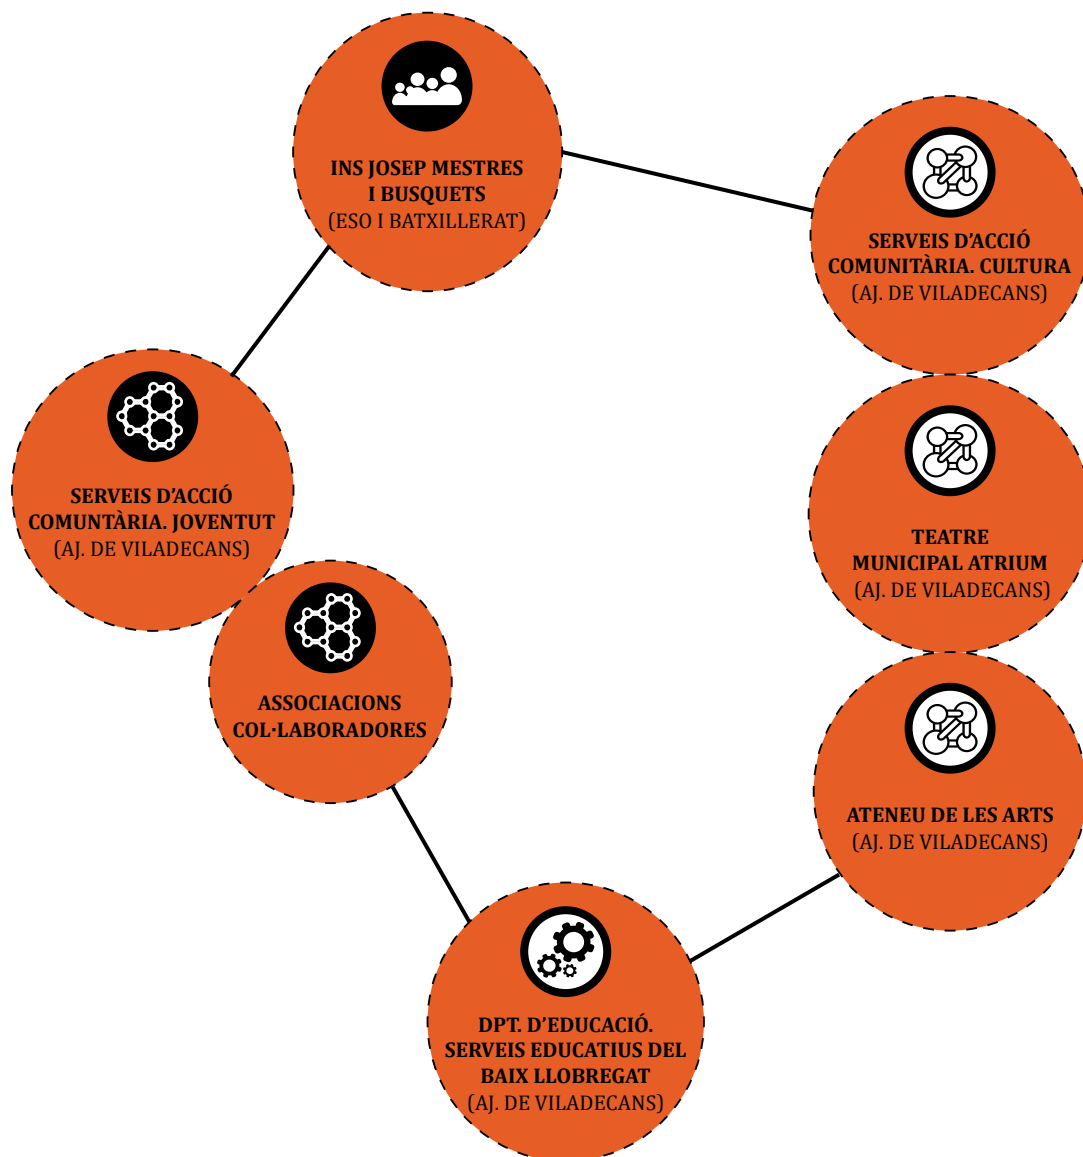 INS JOSEP MESTRES
I BUSQUETS
(ESO I BATXILLERAT)
SERVEIS D'ACCIÓ
COMUNITÀRIA. CULTURA
(AJ. DE VILADECANS)
SERVEIS D'ACCIÓ
COMUNTÀRIA. JOVENTUT
(AJ. DE VILADECANS)
TEATRE
MUNICIPAL ATRIUM
(AJ. DE VILADECANS)
ASSOCIACIONS
COL·LABORADORES
ATENEU DE LES ARTS
(AJ. DE VILADECANS)
DPT. D'EDUCACIÓ.
SERVEIS EDUCATIUS DEL
BAIX LLOBREGAT
(AJ. DE VILADECANS)